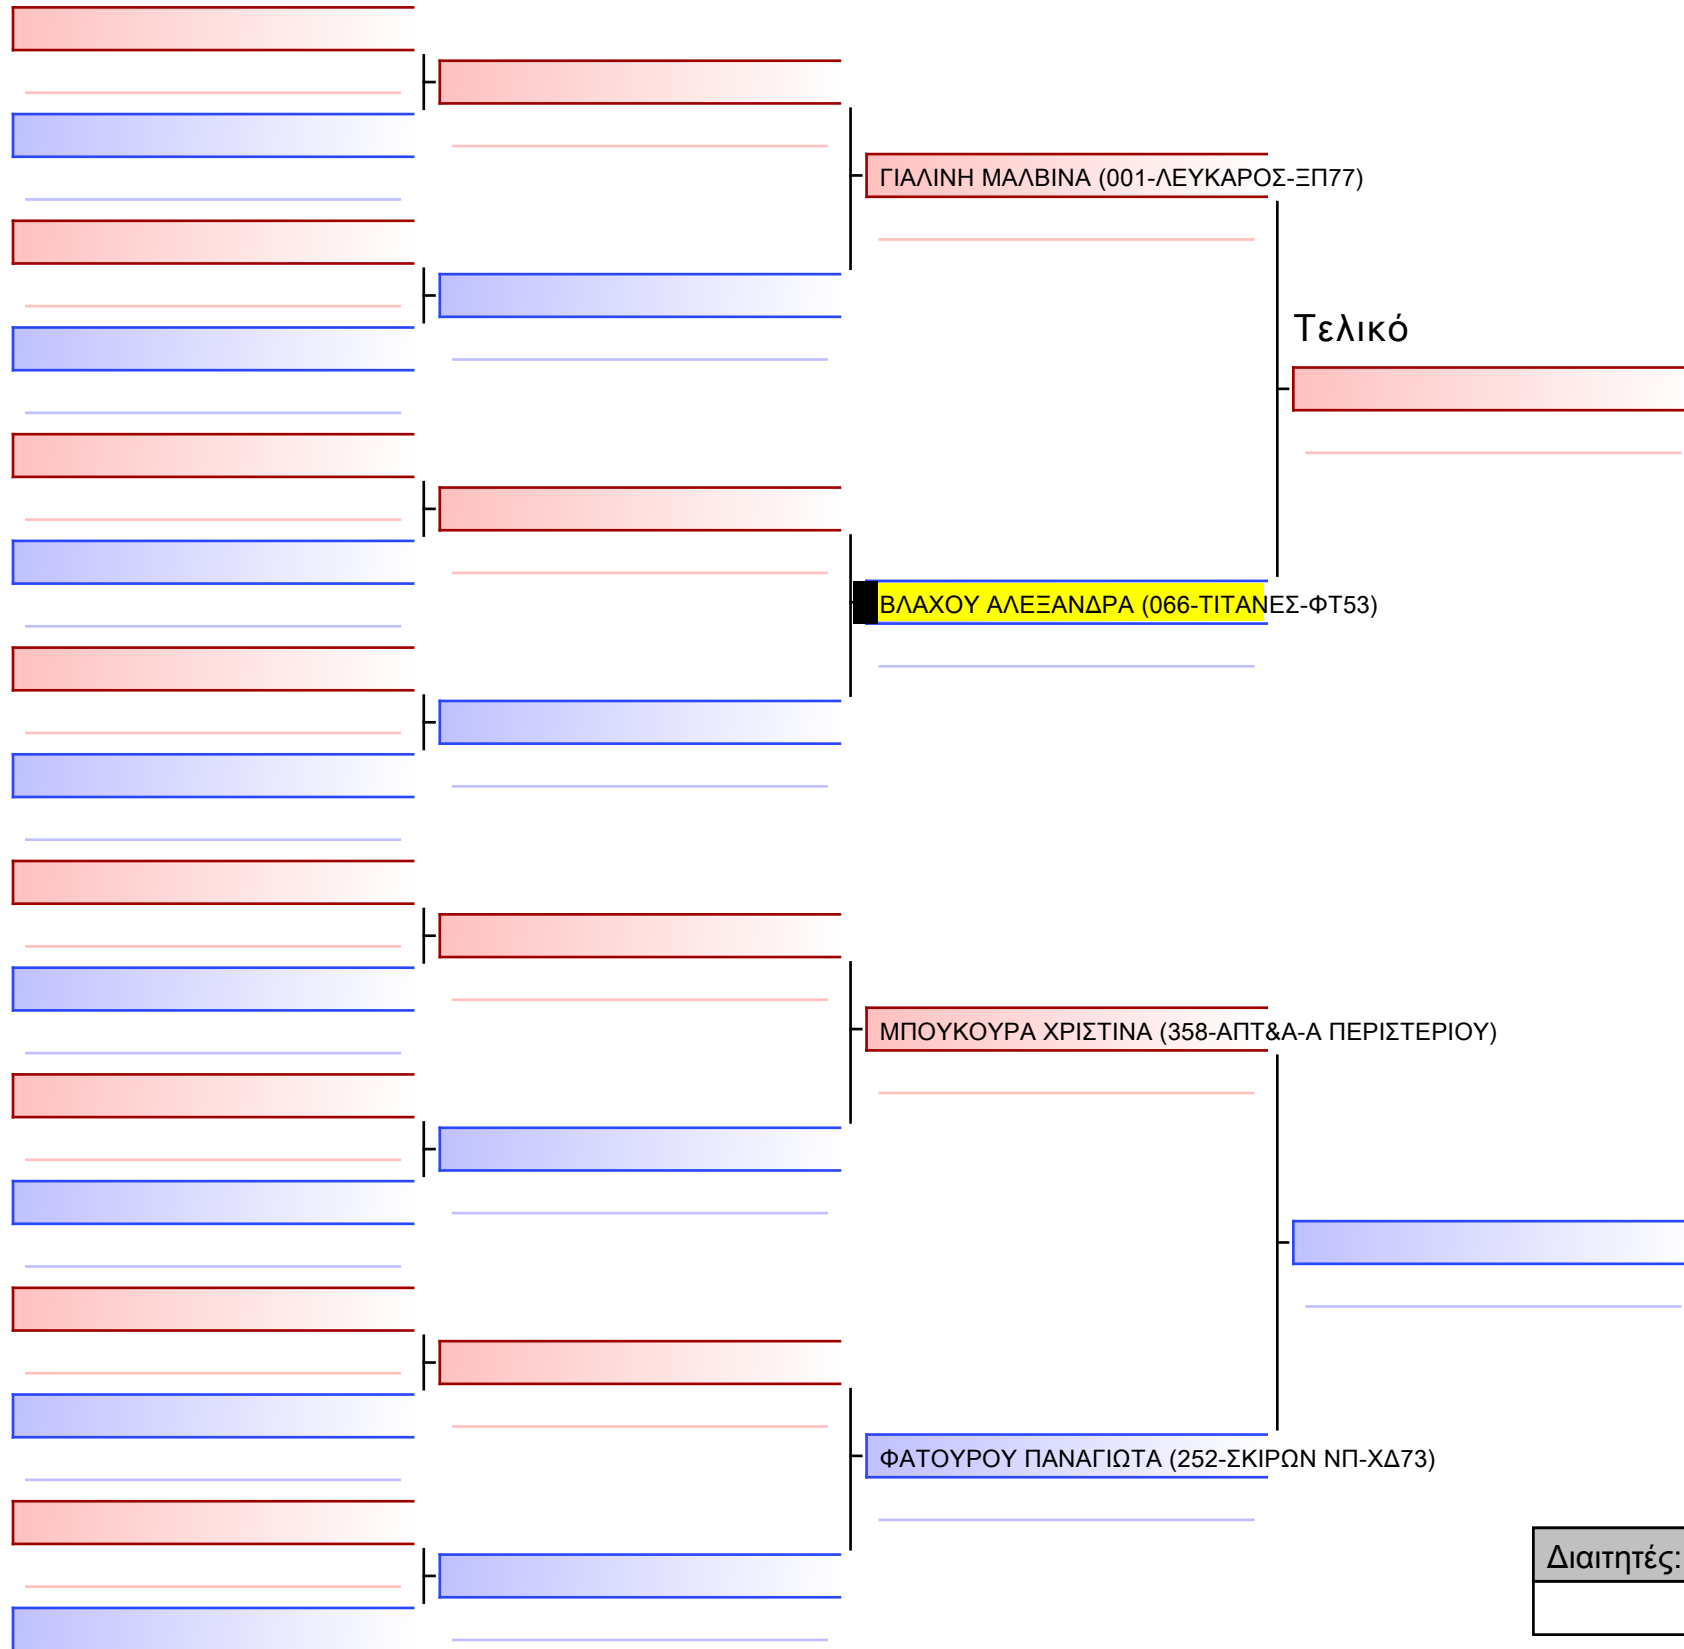 ΓΙΑΛΙΝΗ ΜΑΛΒΙΝΑ (001-ΛΕΥΚΑΡΟΣ-ΞΠ77)
Τελικό
ΒΛΑΧΟΥ ΑΛΕΞΑΝΔΡΑ (066-ΤΙΤΑΝΕΣ-ΦΤ53)
ΜΠΟΥΚΟΥΡΑ ΧΡΙΣΤΙΝΑ (358-ΑΠΤ&Α-Α ΠΕΡΙΣΤΕΡΙΟΥ)
ΦΑΤΟΥΡΟΥ ΠΑΝΑΓΙΩΤΑ (252-ΣΚΙΡΩΝ ΝΠ-ΧΔ73)
Διαιτητές: